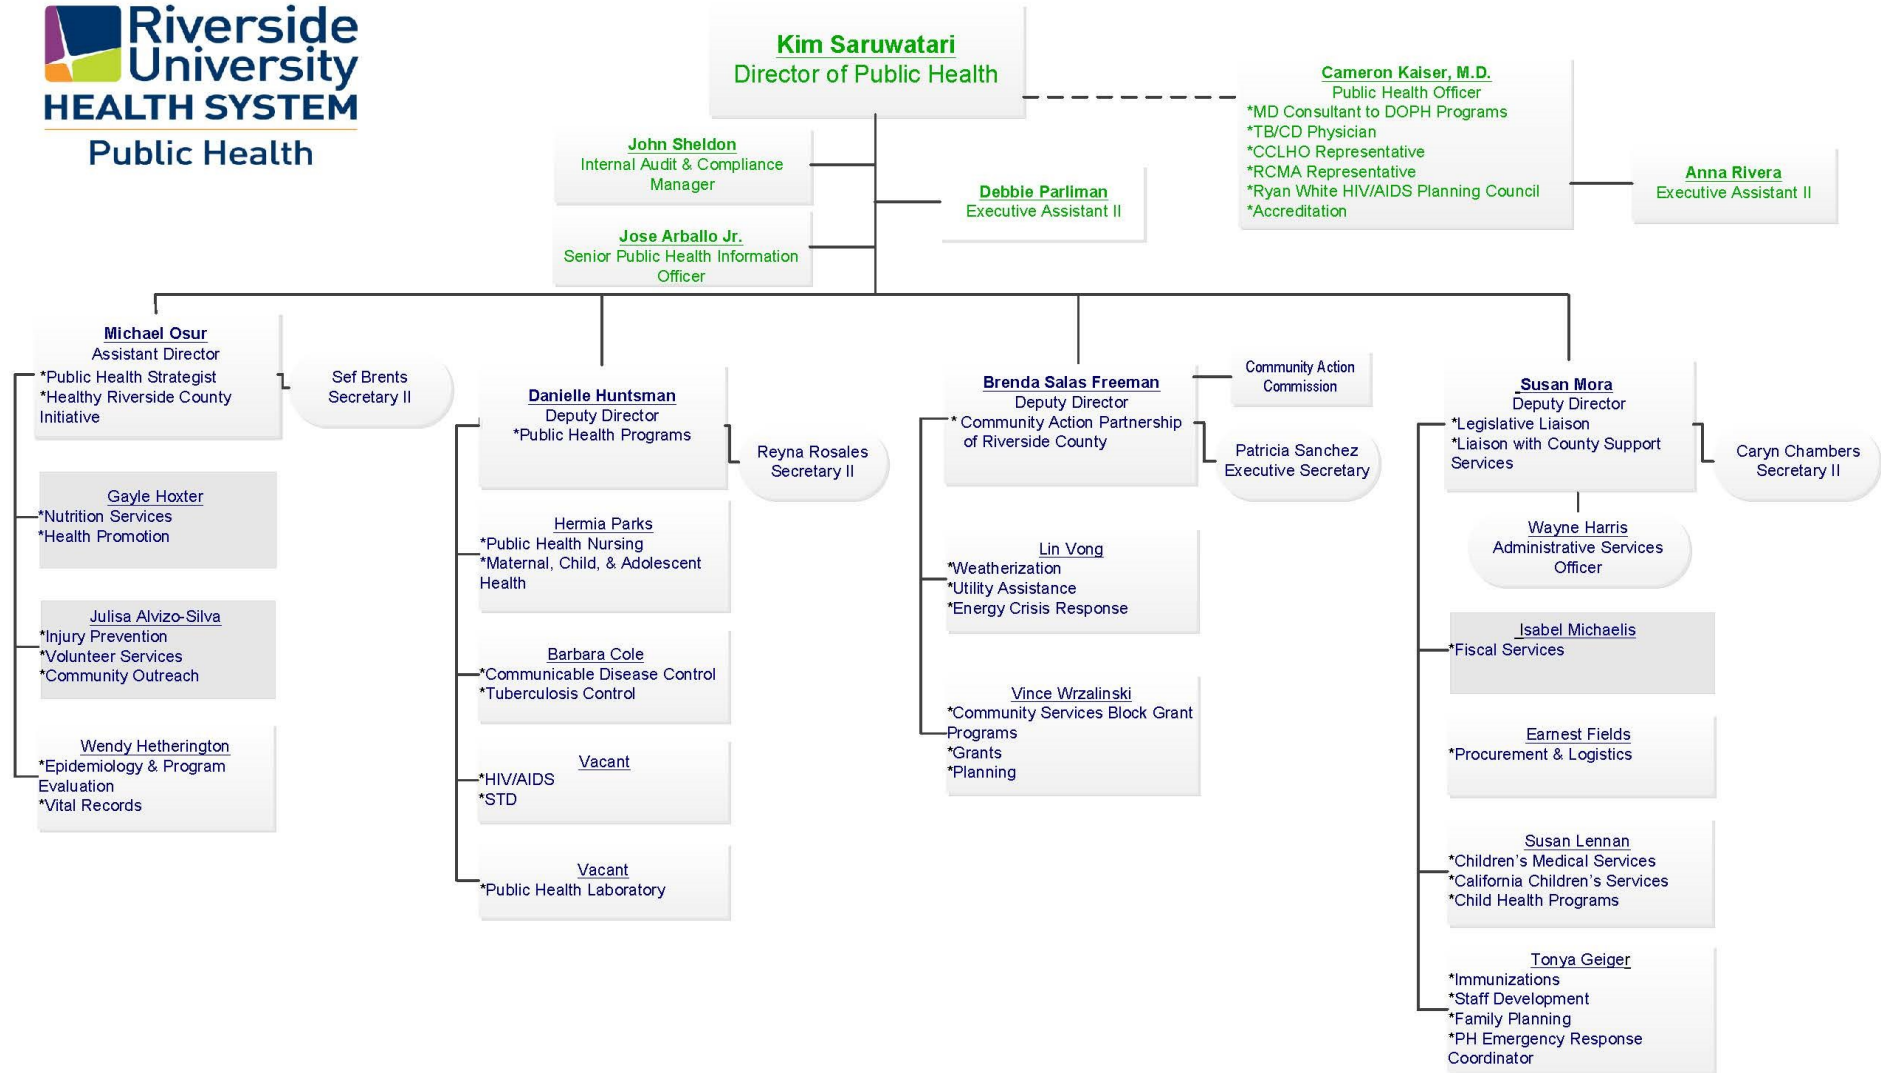 Riverside
University
HEALTH SYSTEM
Public Health
Kim Saruwatari
Director of Public Health
Cameron Kaiser, M.D.
Public Health Officer
*MD Consultant to DOPH Programs
*TB/CD Physician
*CCLHO Representative
*RCMA Representative
*Ryan White HIV/AIDS Planning Council
*Accreditation
Anna Rivera
Executive Assistant II
John Sheldon
Internal Audit & Compliance
Manager
Debbie Parliman
Executive Assistant II
Jose Arballo Jr.
Senior Public Health Information
Officer
Michael Osur
Assistant Director
*Public Health Strategist
*Healthy Riverside County
Initiative
Sef Brents
Secretary II
Gayle Hoxter
*Nutrition Services
*Health Promotion
Julisa Alvizo-Silva
*Injury Prevention
*Volunteer Services
*Community Outreach
Wendy Hetherington
*Epidemiology & Program
Evaluation
*Vital Records
Danielle Huntsman
Deputy Director
*Public Health Programs
Reyna Rosales
Secretary II
Hermia Parks
*Public Health Nursing
*Maternal, Child, & Adolescent
Health
Barbara Cole
*Communicable Disease Control
*Tuberculosis Control
Vacant
*HIV/AIDS
*STD
Vacant
*Public Health Laboratory
Brenda Salas Freeman
Deputy Director
* Community Action Partnership
of Riverside County
Community Action
Commission
Patricia Sanchez
Executive Secretary
Lin Vong
*Weatherization
*Utility Assistance
*Energy Crisis Response
Vince Wrzalinski
*Community Services Block Grant
Programs
*Grants
*Planning
Susan Mora
Deputy Director
*Legislative Liaison
*Liaison with County Support
Services
Caryn Chambers
Secretary II
Wayne Harris
Administrative Services
Officer
Isabel Michaelis
*Fiscal Services
Earnest Fields
*Procurement & Logistics
Susan Lennan
*Children's Medical Services
*California Children's Services
*Child Health Programs
Tonya Geiger
*Immunizations
*Staff Development
*Family Planning
*PH Emergency Response
Coordinator